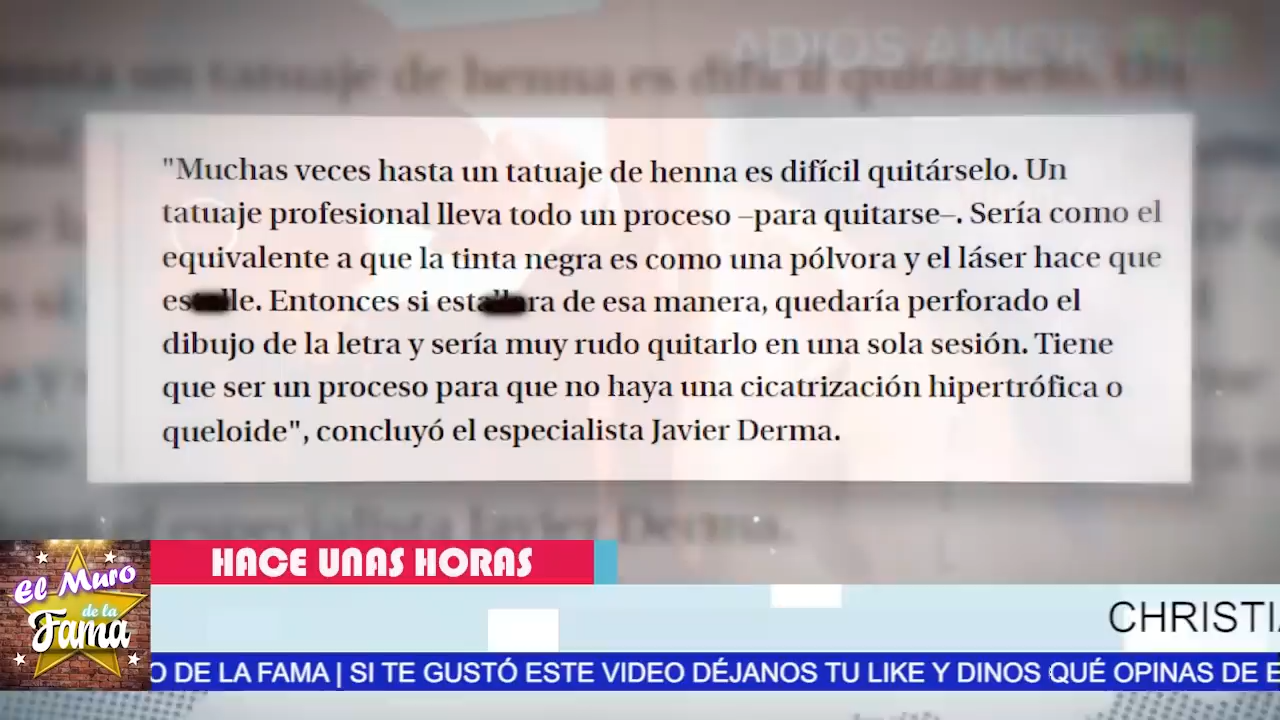 ADIOS AMOR
"Muchas veces hasta un tatuaje de henna es difícil quitárselo. Un
tatuaje profesional lleva todo un proceso –para quitarse–. Sería como el
equivalente a que la tinta negra es como una pólvora y el láser hace que
es lle. Entonces si esta ra de esa manera, quedaría perforado el
dibujo de la letra y sería muy rudo quitarlo en una sola sesión. Tiene
que ser un proceso para que no haya una cicatrización hipertrófica o
queloide", concluyó el especialista Javier Derma.
HACE UNAS HORAS
El Muro
de la
Fama
CHRISTI
O DE LA FAMA | SI TE GUSTÓ ESTE VIDEO DÉJANOS TU LIKE Y DINOS QUÉ OPINAS DE E